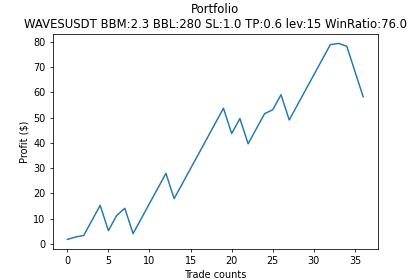 Portfolio
WAVESUSDT BBM:2.3 BBL:280 SL:1.0 TP:0.6 lev:15 WinRatio:76.0
Profit ($)
80
70
60
50
40
30
20
10
0
0 5 10 15 20 25 30 35
Trade counts